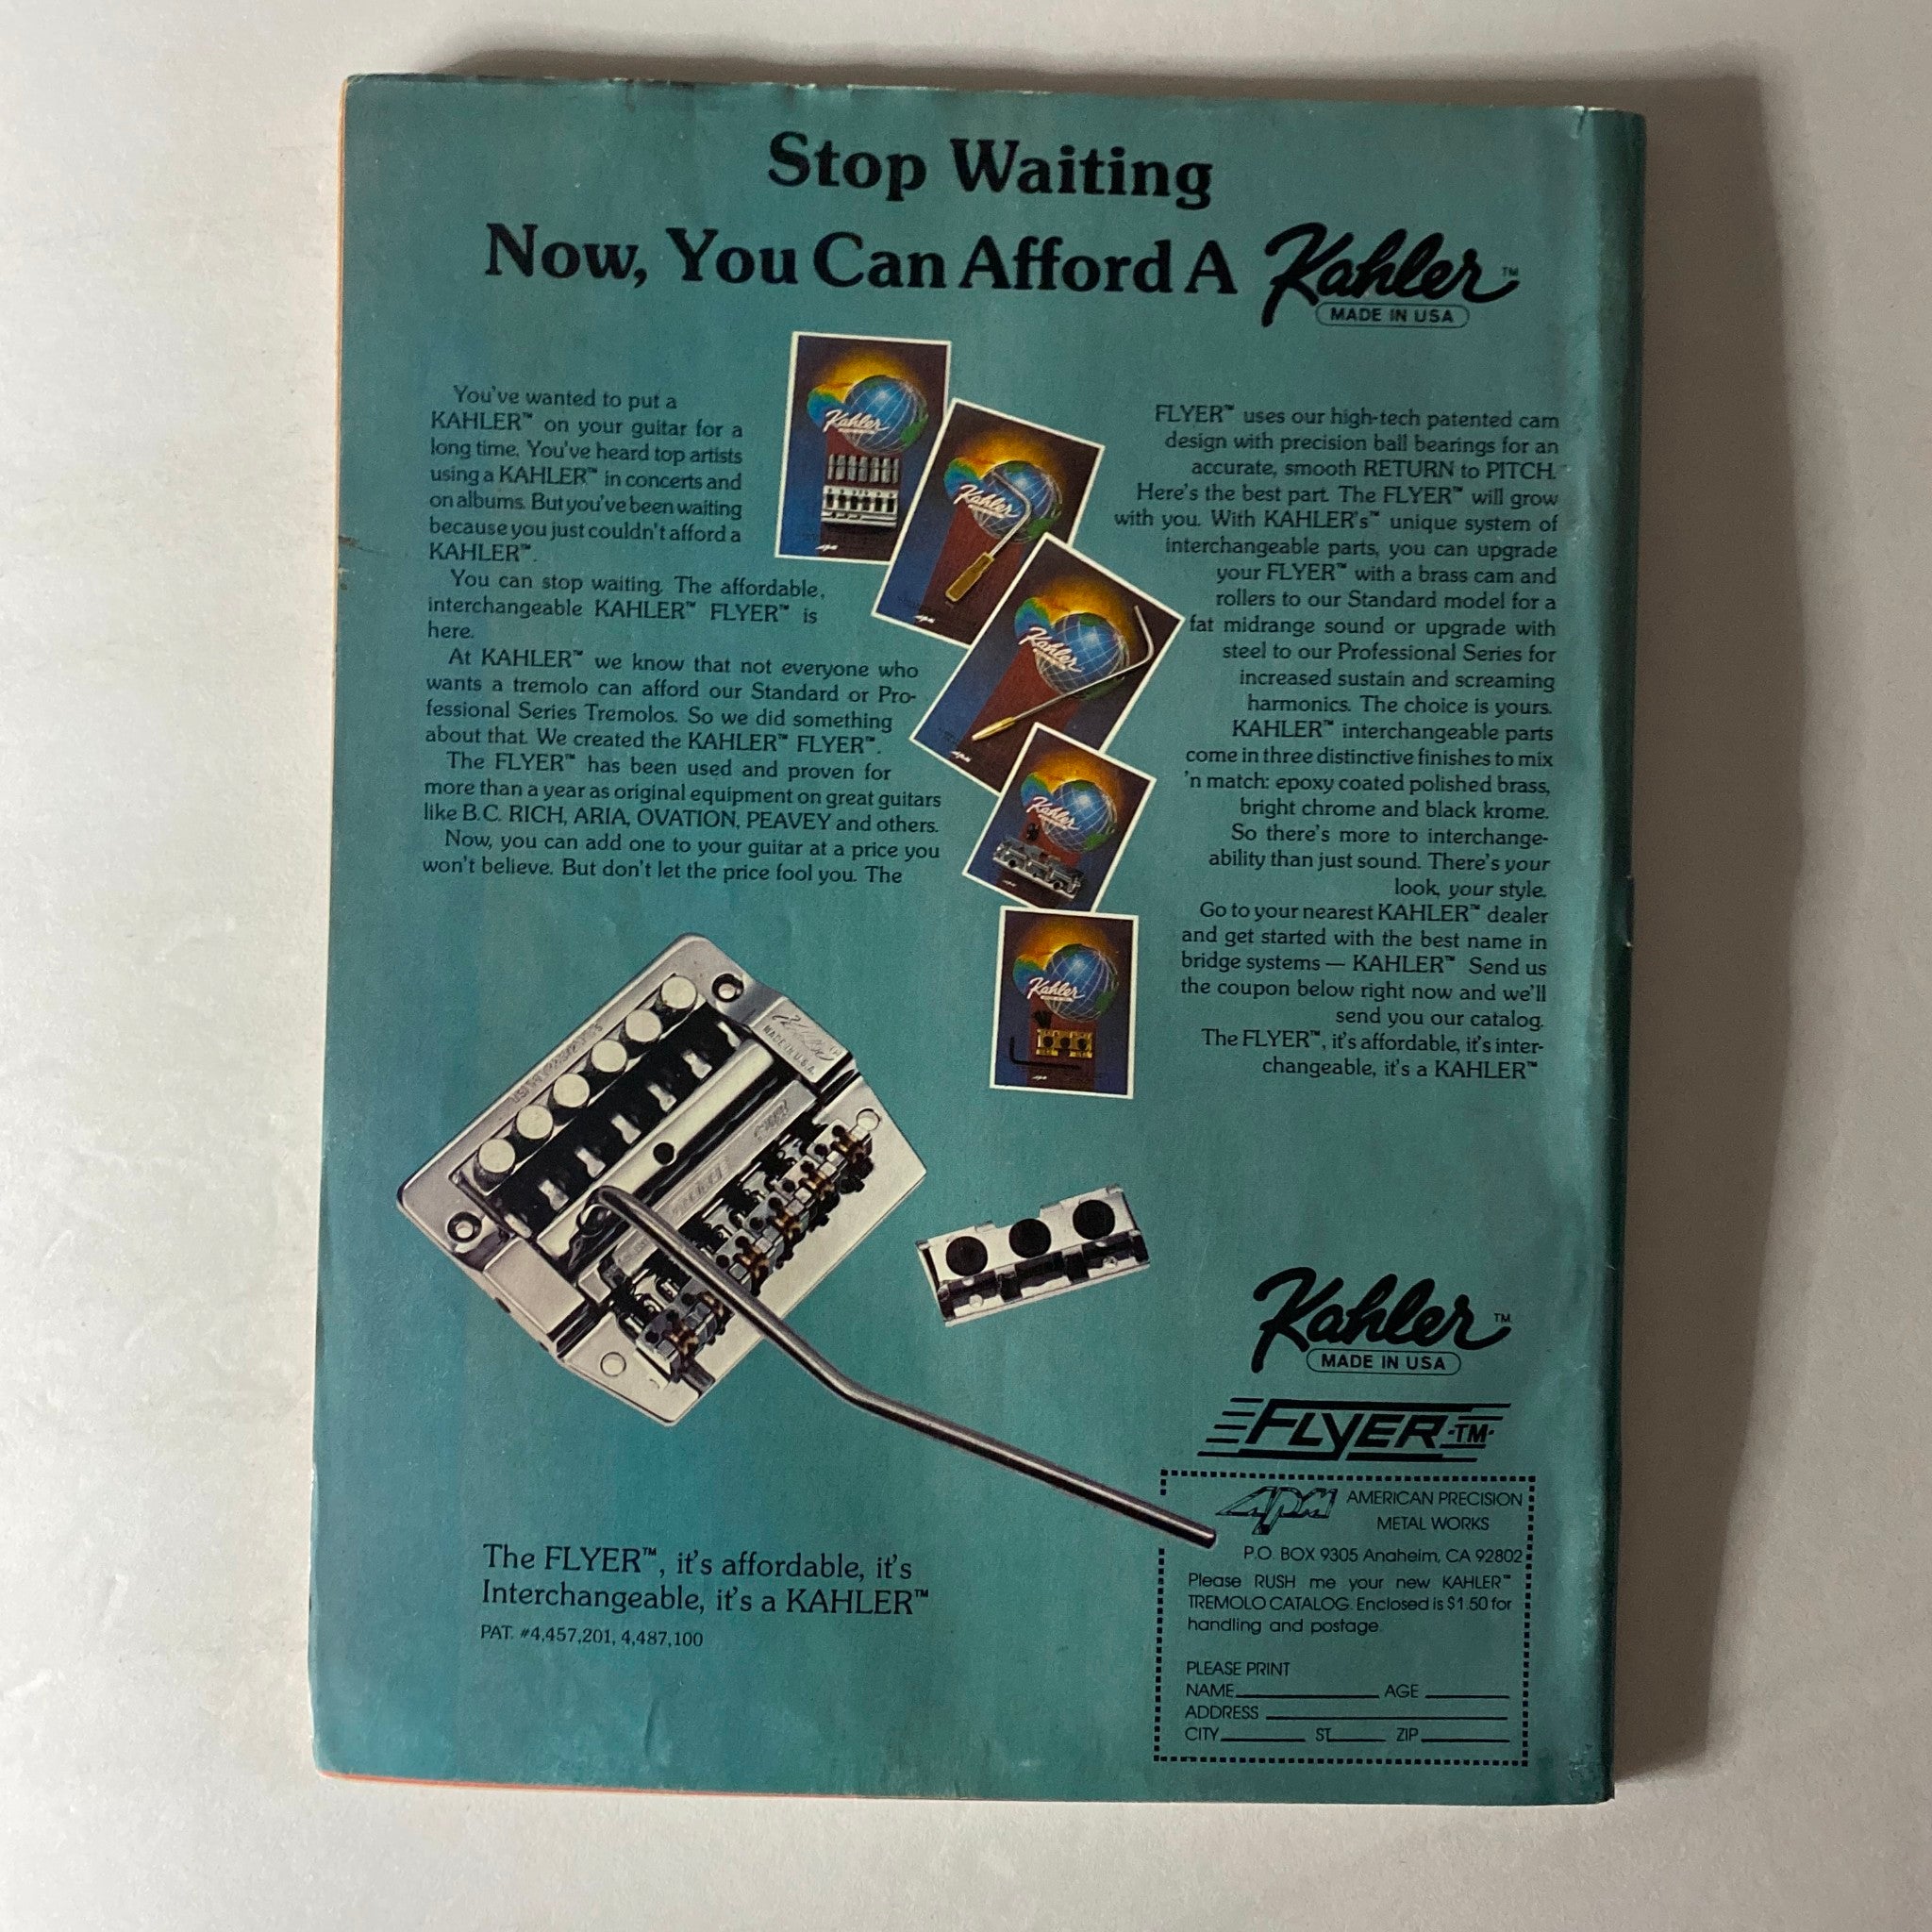 Stop Waiting
Now, You Can Afford A Kahler™
MADE IN USA
You've wanted to put a
KAHLER™ on your guitar for a
long time. You've heard top artists
using a KAHLER™ in concerts and
on albums. But you've been waiting
because you just couldn't afford a
KAHLER™.
You can stop waiting. The affordable,
interchangeable KAHLER™ FLYER™ is
here.
At KAHLER™ we know that not everyone who
wants a tremolo can afford our Standard or Pro-
fessional Series Tremolos. So we did something
about that. We created the KAHLER™ FLYER™.
The FLYER™ has been used and proven for
more than a year as original equipment on great guitars
like B.C. RICH, ARIA, OVATION, PEAVEY and others.
Now, you can add one to your guitar at a price you
won't believe. But don't let the price fool you. The
Kahler
Kahler
Kahler
Kahler
Kahler
FLYER™ uses our high-tech patented cam
design with precision ball bearings for an
accurate, smooth RETURN to PITCH.
Here's the best part. The FLYER™ will grow
with you. With KAHLER's™ unique system of
interchangeable parts, you can upgrade
your FLYER™ with a brass cam and
rollers to our Standard model for a
fat midrange sound or upgrade with
steel to our Professional Series for
increased sustain and screaming
harmonics. The choice is yours.
KAHLER™ interchangeable parts
come in three distinctive finishes to mix
'n match: epoxy coated polished brass,
bright chrome and black krome.
So there's more to interchange-
ability than just sound. There's your
look, your style.
Go to your nearest KAHLER™ dealer
and get started with the best name in
bridge systems — KAHLER™ Send us
the coupon below right now and we'll
send you our catalog.
The FLYER™, it's affordable, it's inter-
changeable, it's a KAHLER™
MADE IN U.S.A.
Kahler™
MADE IN USA
FLYER TM
The FLYER™, it's affordable, it's
Interchangeable, it's a KAHLER™
PAT. #4,457,201, 4,487,100
apm AMERICAN PRECISION
METAL WORKS
P.O. BOX 9305 Anaheim, CA 92802
Please RUSH me your new KAHLER™
TREMOLO CATALOG. Enclosed is $1.50 for
handling and postage.
PLEASE PRINT
NAME AGE
ADDRESS
CITY ST. ZIP